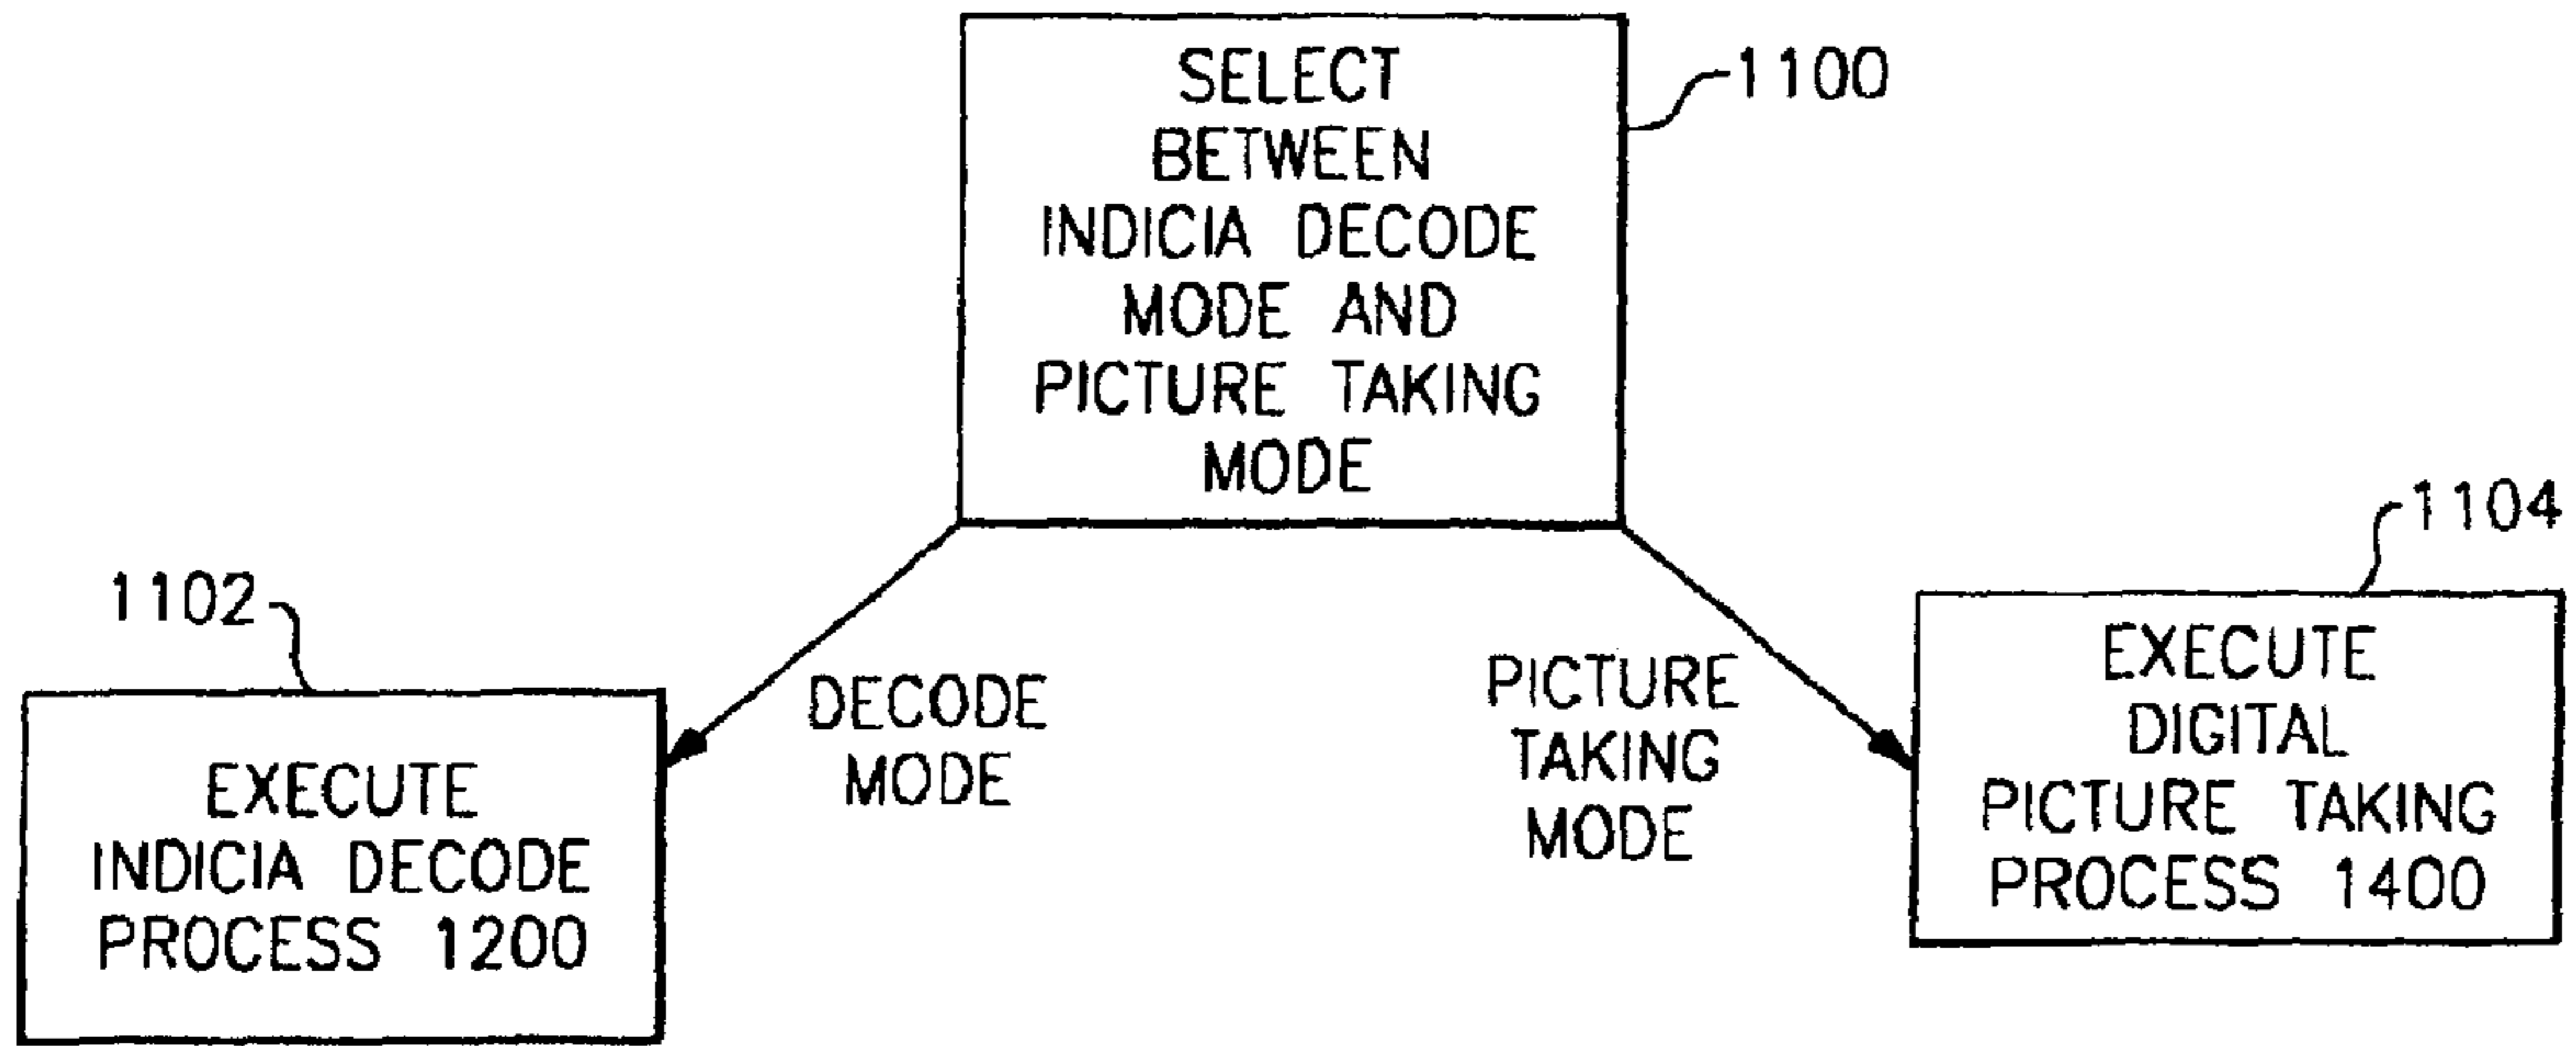 SELECT
BETWEEN
INDICIA DECODE
MODE AND
PICTURE TAKING
MODE
1100
1102
DECODE
MODE
EXECUTE
INDICIA DECODE
PROCESS 1200
PICTURE
TAKING
MODE
1104
EXECUTE
DIGITAL
PICTURE TAKING
PROCESS 1400